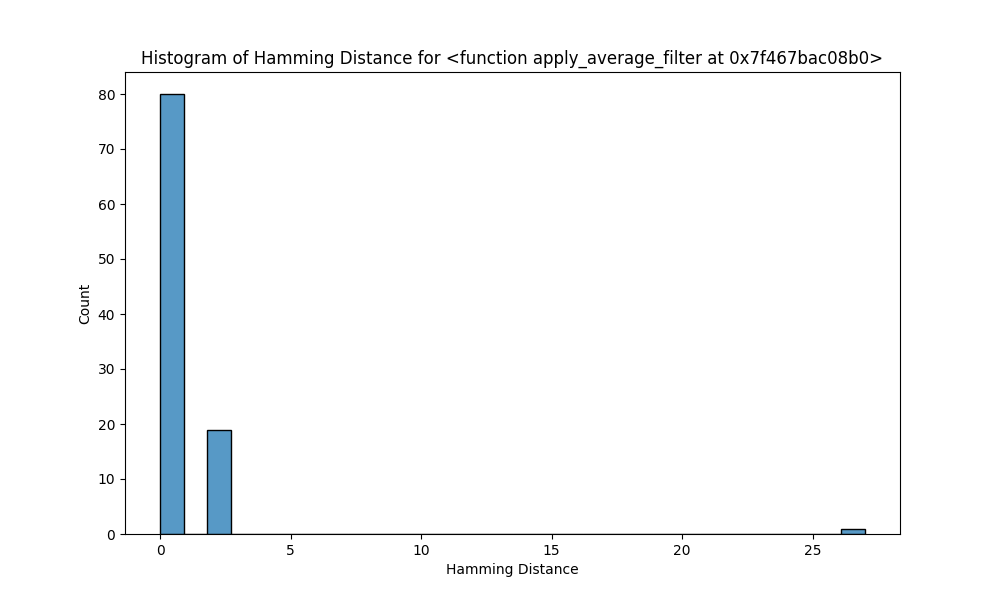 Histogram of Hamming Distance for <function apply_average_filter at 0x7f467bac08b0>
80
70
60
50
40
30
20
10
0
Count
0 5 10 15 20 25
Hamming Distance